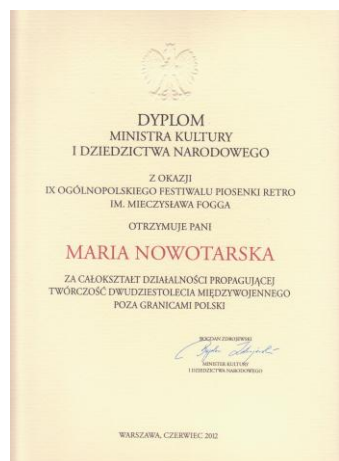 DYPLOM
MINISTRA KULTURY
I DZIEDZICTWA NARODOWEGO
Z OKAZJI
IX OGÓLNOPOLSKIEGO FESTIWALU PIOSENKI RETRO
IM. MIECZYSŁAWA FOGGA
OTRZYMUJE PANI
MARIA NOWOTARSKA
ZA CAŁOKSZTAŁT DZIAŁALNOŚCI PROPAGUJĄCEJ
TWÓRCZOŚĆ DWUDZIESTOLECIA MIĘDZYWOJENNEGO
POZA GRANICAMI POLSKI
BOGDAN ZDROJEWSKI
MINISTER KULTURY
I DZIEDZICTWA NARODOWEGO
WARSZAWA, CZERWIEC 2012